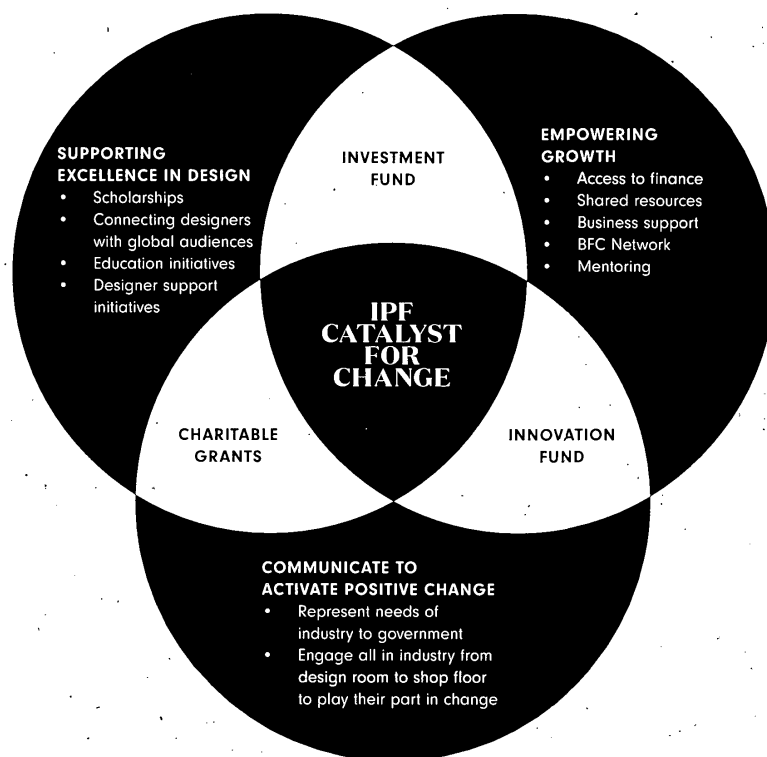 SUPPORTING
EXCELLENCE IN DESIGN
• Scholarships
• Connecting designers
with global audiences
• Education initiatives
• Designer support
initiatives
INVESTMENT
FUND
EMPOWERING
GROWTH
• Access to finance
• Shared resources
• Business support
• BFC Network
• Mentoring
IPF
CATALYST
FOR
CHANGE
CHARITABLE
GRANTS
INNOVATION
FUND
COMMUNICATE TO
ACTIVATE POSITIVE CHANGE
• Represent needs of
industry to government
• Engage all in industry from
design room to shop floor
to play their part in change